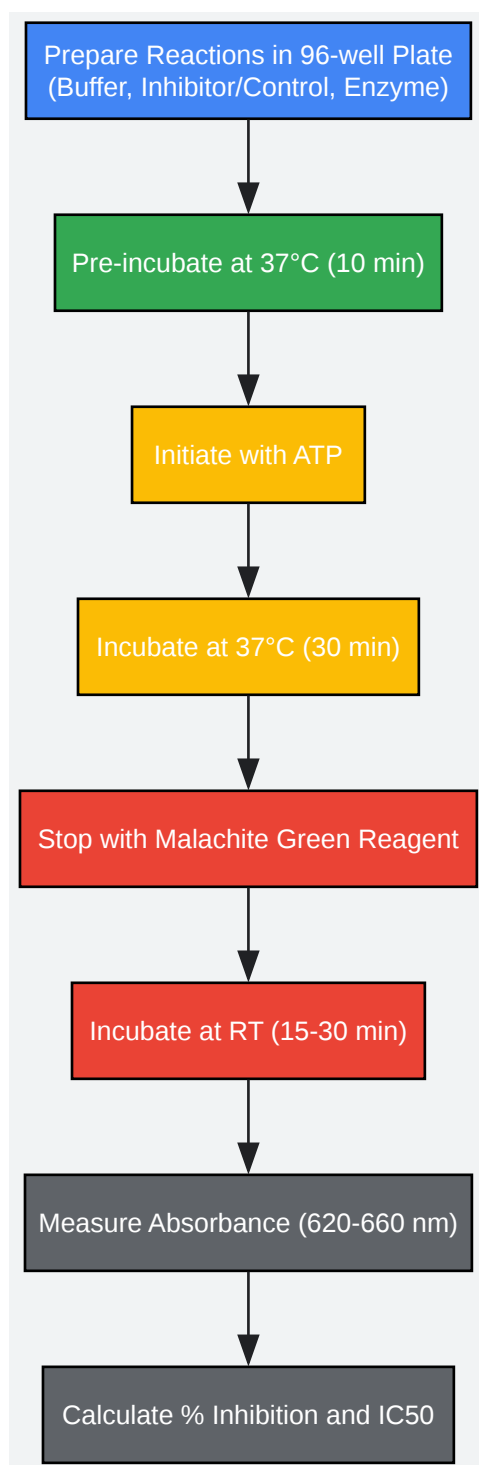 Prepare Reactions in 96-well Plate
(Buffer, Inhibitor/Control, Enzyme)
Pre-incubate at 37°C (10 min)
Initiate with ATP
Incubate at 37°C (30 min)
Stop with Malachite Green Reagent
Incubate at RT (15-30 min)
Measure Absorbance (620-660 nm)
Calculate % Inhibition and IC50